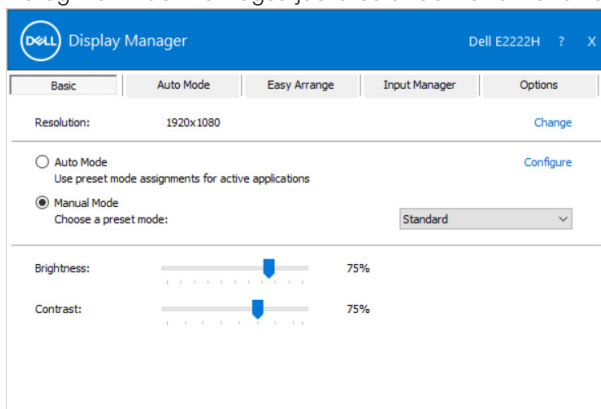 DELL Display Manager Dell E2222H ? X
Basic Auto Mode Easy Arrange Input Manager Options
Resolution: 1920x1080 Change
Auto Mode Configure
Use preset mode assignments for active applications
Manual Mode
Choose a preset mode: Standard
Brightness: 75%
Contrast: 75%